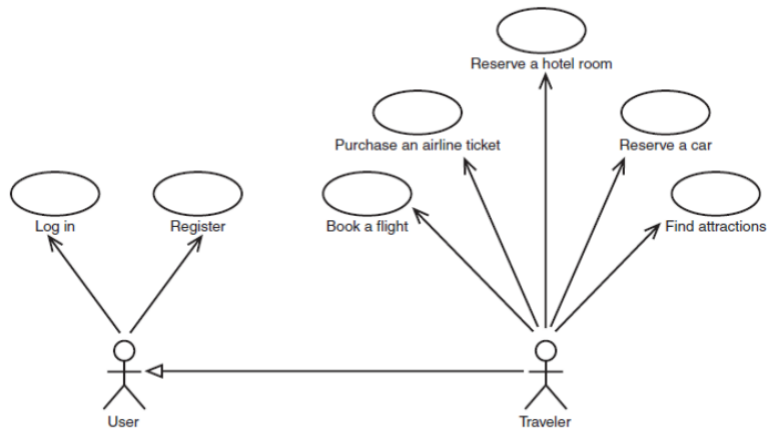 Reserve a hotel room
Purchase an airline ticket
Reserve a car
Log in
Register
Book a flight
Find attractions
User
Traveler